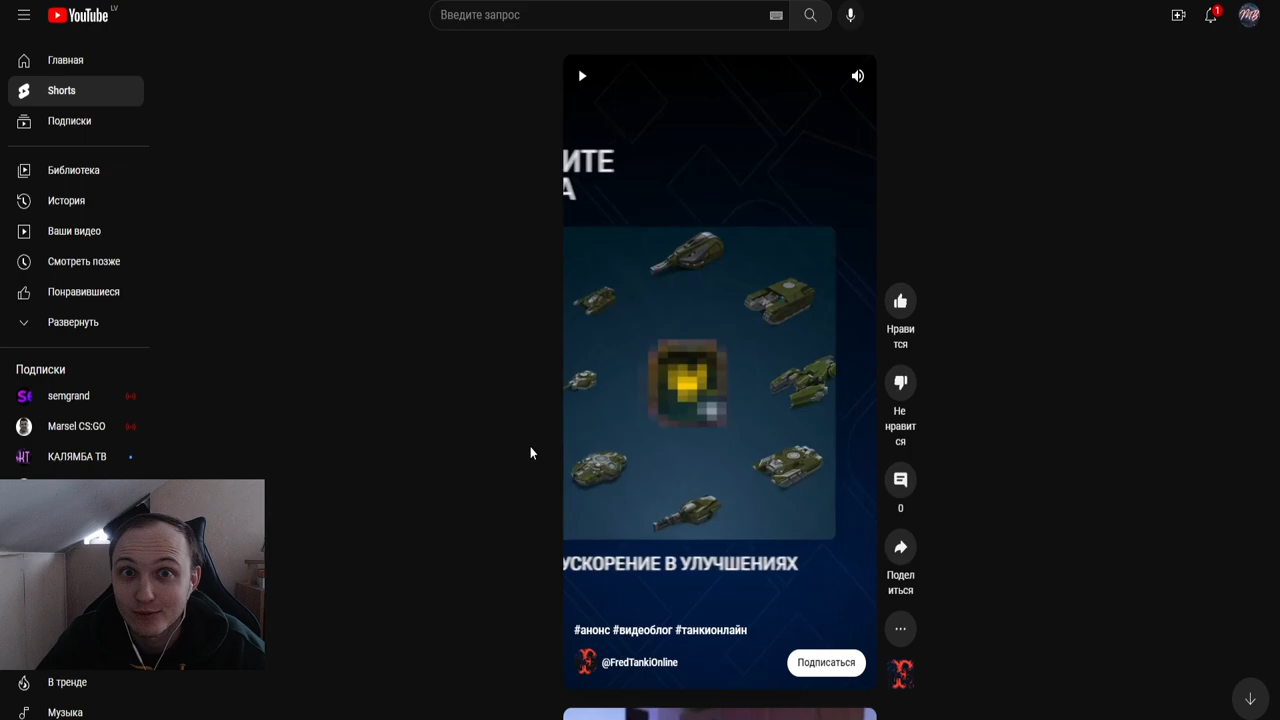 YouTube LV
Введите запрос
1
MB
Главная
Shorts
Подписки
Библиотека
История
Ваши видео
Смотреть позже
Понравившиеся
Развернуть
Подписки
semgrand
Marsel CS:GO
КАЛЯМБА ТВ
В тренде
Музыка
ИТЕ
А
УСКОРЕНИЕ В УЛУЧШЕНИЯХ
#анонс #видеоблог #танкионлайн
@FredTankiOnline
Подписаться
Нрави
тся
Не
нравит
ся
0
Подел
иться